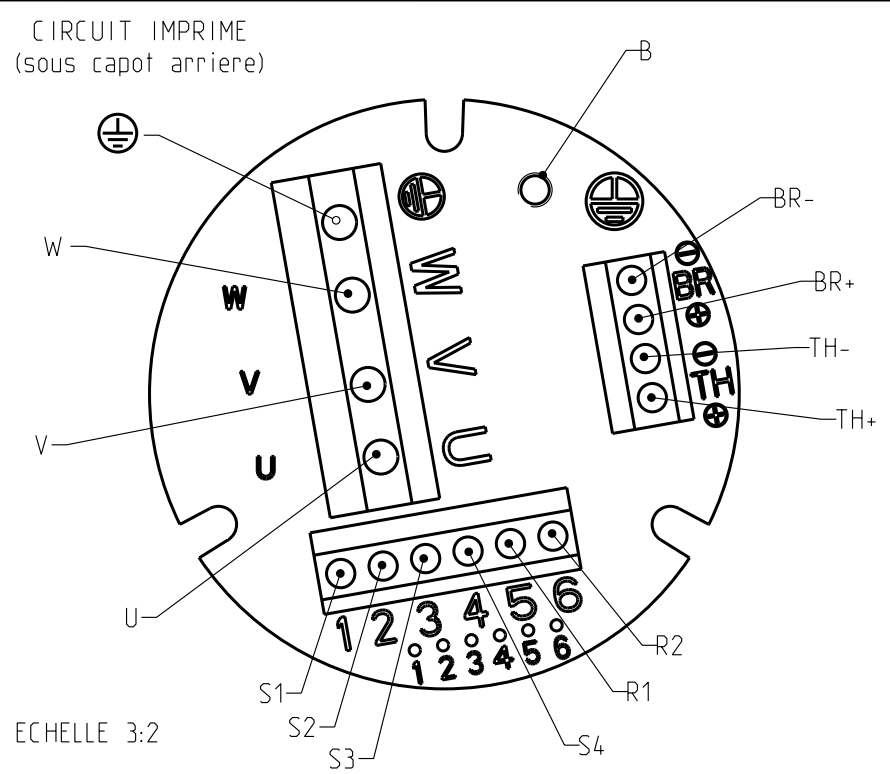 CIRCUIT IMPRIME
(sous capot arriere)
B
BR-
W
W
W
BR
BR+
V
V
TH-
TH
V
U
U
TH+
U
1 2 3 4 5 6
1 2 3 4 5 6
R2
S1
R1
S2
S3
S4
ECHELLE 3:2